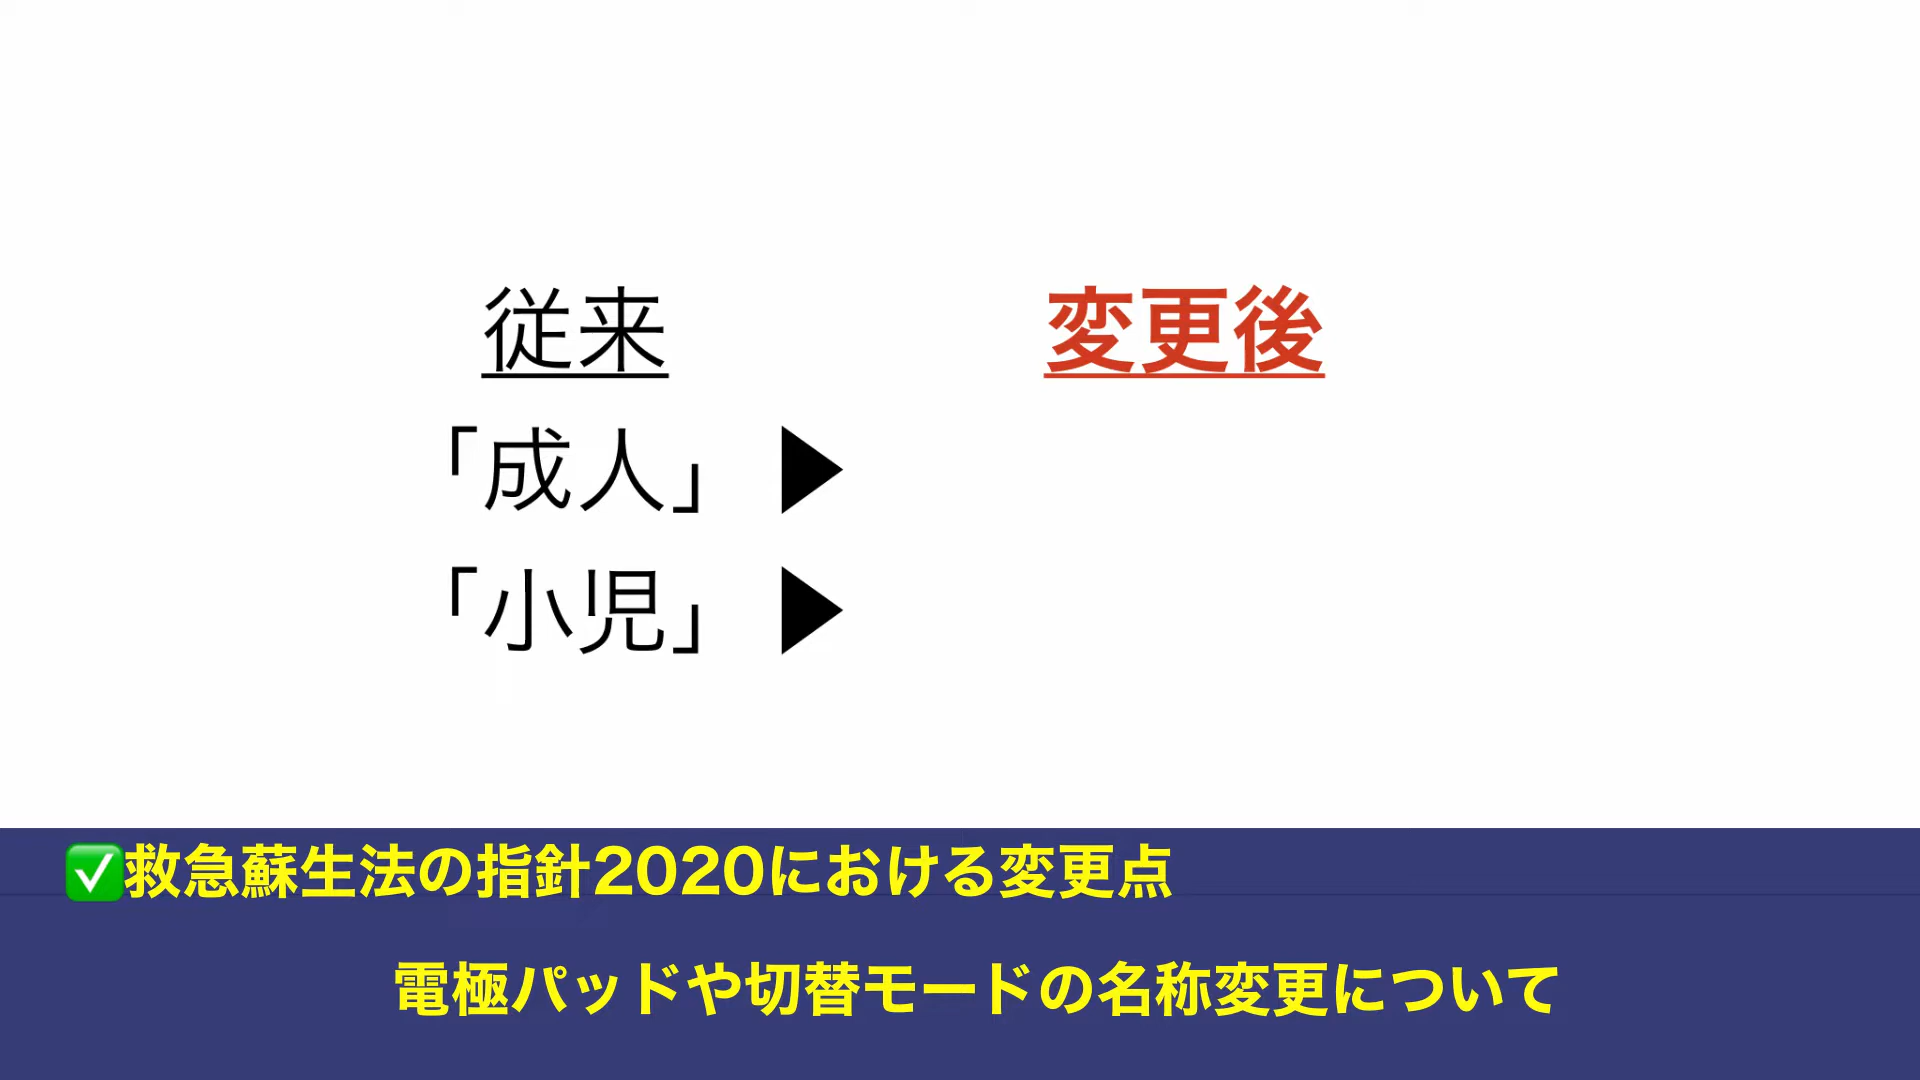 従来 変更後
「成人」 ▶
「小児」 ▶
✅救急蘇生法の指針2020における変更点
電極パッドや切替モードの名称変更について